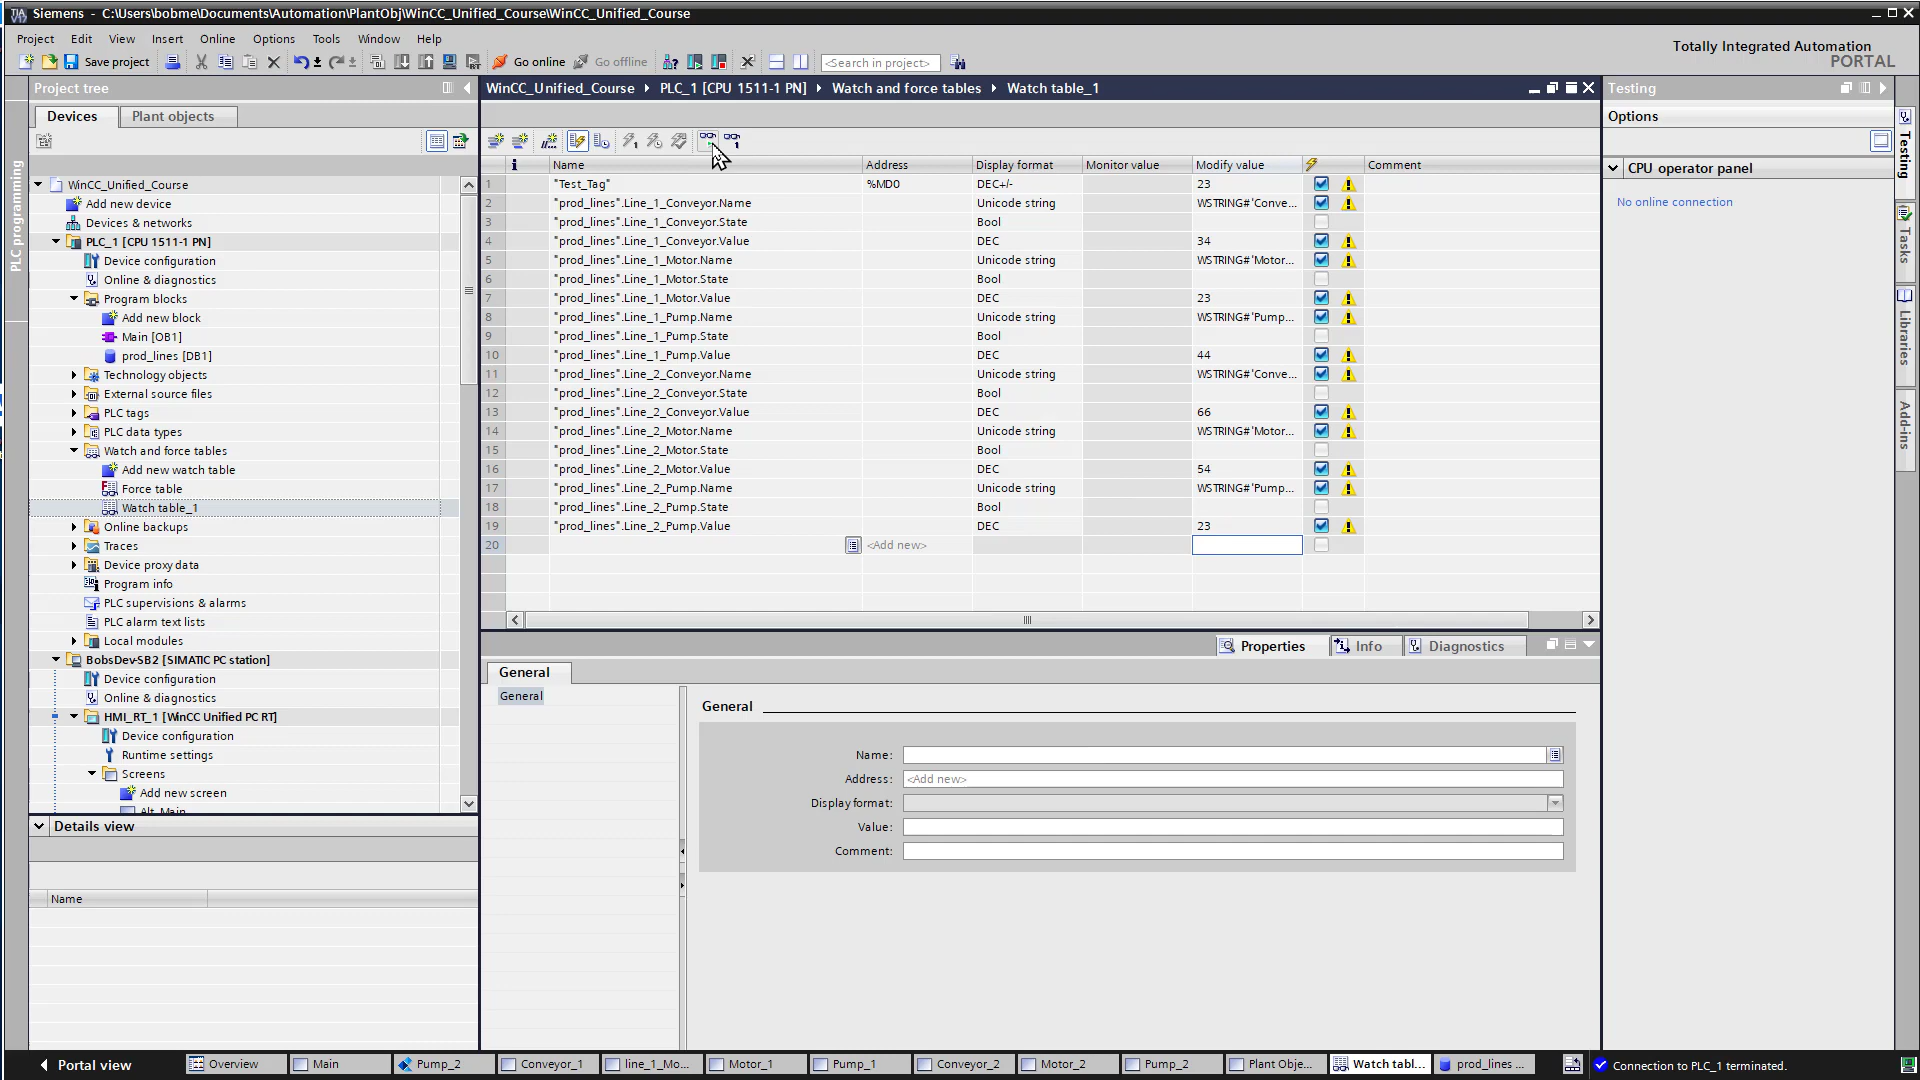 Siemens - C:\Users\bobme\Documents\Automation\PlantObj\WinCC_Unified_Course\WinCC_Unified_Course
Project Edit View Insert Online Options Tools Window Help
Totally Integrated Automation
PORTAL
Save project
Go online
Go offline
<Search in project>
Project tree
WinCC_Unified_Course PLC_1 [CPU 1511-1 PN] Watch and force tables Watch table_1
Testing
Devices
Plant objects
Options
CPU operator panel
No online connection
PLC programming
Testing
Tasks
Libraries
Add-ins
WinCC_Unified_Course
Add new device
Devices & networks
PLC_1 [CPU 1511-1 PN]
Device configuration
Online & diagnostics
Program blocks
Add new block
Main [OB1]
prod_lines [DB1]
Technology objects
External source files
PLC tags
PLC data types
Watch and force tables
Add new watch table
Force table
Watch table_1
Online backups
Traces
Device proxy data
Program info
PLC supervisions & alarms
PLC alarm text lists
Local modules
BobsDev-SB2 [SIMATIC PC station]
Device configuration
Online & diagnostics
HMI_RT_1 [WinCC Unified PC RT]
Device configuration
Runtime settings
Screens
Add new screen
Alt_Main
i Name Address Display format Monitor value Modify value Comment
1 "Test_Tag" %MD0 DEC+/- 23
2 "prod_lines".Line_1_Conveyor.Name Unicode string WSTRING#'Conve...
3 "prod_lines".Line_1_Conveyor.State Bool
4 "prod_lines".Line_1_Conveyor.Value DEC 34
5 "prod_lines".Line_1_Motor.Name Unicode string WSTRING#'Motor...
6 "prod_lines".Line_1_Motor.State Bool
7 "prod_lines".Line_1_Motor.Value DEC 23
8 "prod_lines".Line_1_Pump.Name Unicode string WSTRING#'Pump...
9 "prod_lines".Line_1_Pump.State Bool
10 "prod_lines".Line_1_Pump.Value DEC 44
11 "prod_lines".Line_2_Conveyor.Name Unicode string WSTRING#'Conve...
12 "prod_lines".Line_2_Conveyor.State Bool
13 "prod_lines".Line_2_Conveyor.Value DEC 66
14 "prod_lines".Line_2_Motor.Name Unicode string WSTRING#'Motor...
15 "prod_lines".Line_2_Motor.State Bool
16 "prod_lines".Line_2_Motor.Value DEC 54
17 "prod_lines".Line_2_Pump.Name Unicode string WSTRING#'Pump...
18 "prod_lines".Line_2_Pump.State Bool
19 "prod_lines".Line_2_Pump.Value DEC 23
20 <Add new>
Properties Info Diagnostics
General
General
General
Name:
Address: <Add new>
Display format:
Value:
Comment:
Details view
Name
Portal view Overview Main Pump_2 Conveyor_1 line_1_Mo... Motor_1 Pump_1 Conveyor_2 Motor_2 Pump_2 Plant Obje... Watch tabl... prod_lines ... Connection to PLC_1 terminated.